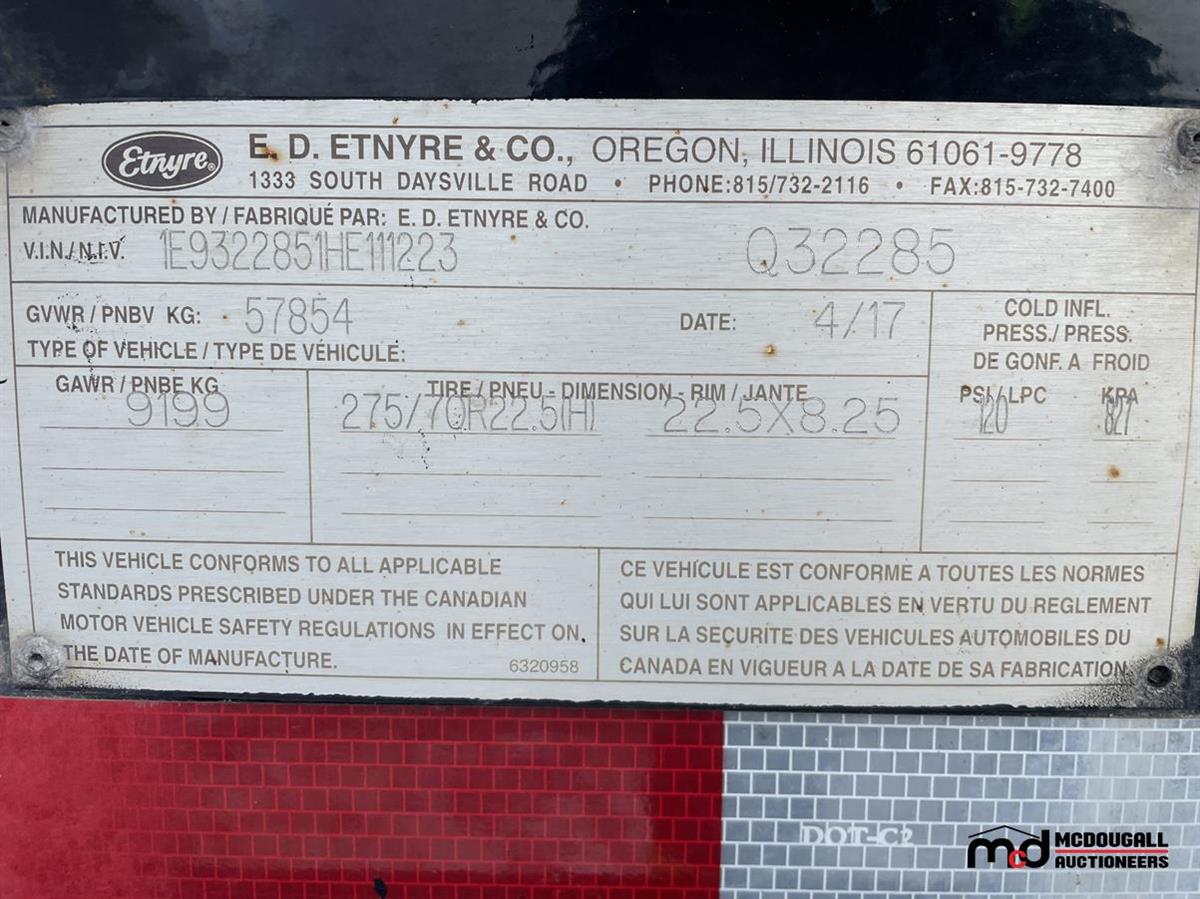 Etnyre®
E. D. ETNYRE & CO., OREGON, ILLINOIS 61061-9778
1333 SOUTH DAYSVILLE ROAD • PHONE:815/732-2116 • FAX:815-732-7400
MANUFACTURED BY / FABRIQUÉ PAR: E. D. ETNYRE & CO.
V.I.N./N.I.V. 1E9322851HE111223 Q32285
GVWR / PNBV KG: 57854 DATE: 4/17
TYPE OF VEHICLE / TYPE DE VÉHICULE:
COLD INFL.
PRESS./ PRESS.
DE GONF. A FROID
PSI / LPC KPA
120 827
GAWR / PNBE KG
9199
TIRE / PNEU - DIMENSION - RIM / JANTE
275/70R22.5(H) 22.5X8.25
THIS VEHICLE CONFORMS TO ALL APPLICABLE
STANDARDS PRESCRIBED UNDER THE CANADIAN
MOTOR VEHICLE SAFETY REGULATIONS IN EFFECT ON
THE DATE OF MANUFACTURE.
6320958
CE VEHICULE EST CONFORME A TOUTES LES NORMES
QUI LUI SONT APPLICABLES EN VERTU DU REGLEMENT
SUR LA SECURITE DES VEHICULES AUTOMOBILES DU
CANADA EN VIGUEUR A LA DATE DE SA FABRICATION
DOT-C2
mcd MCDOUGALL
AUCTIONEERS